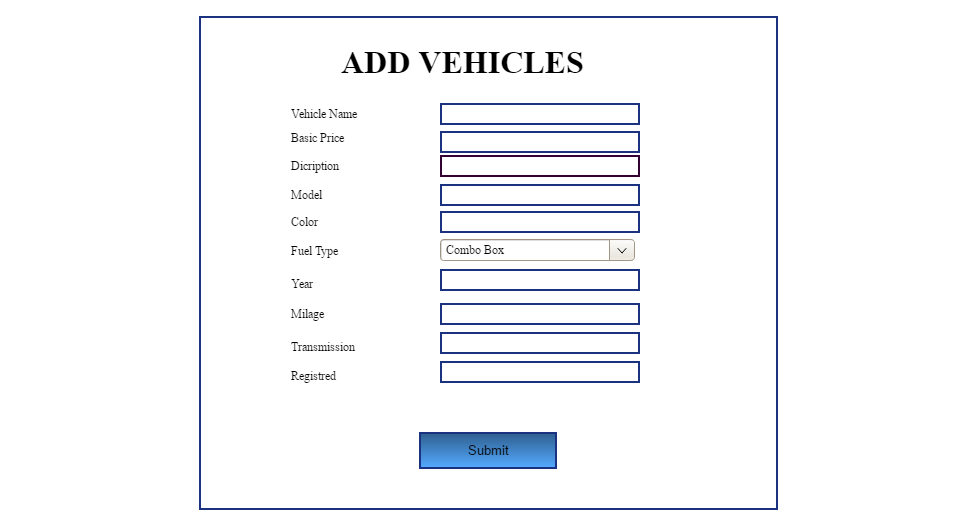 ADD VEHICLES
Vehicle Name
Basic Price
Dicription
Model
Color
Fuel Type Combo Box
Year
Milage
Transmission
Registred
Submit